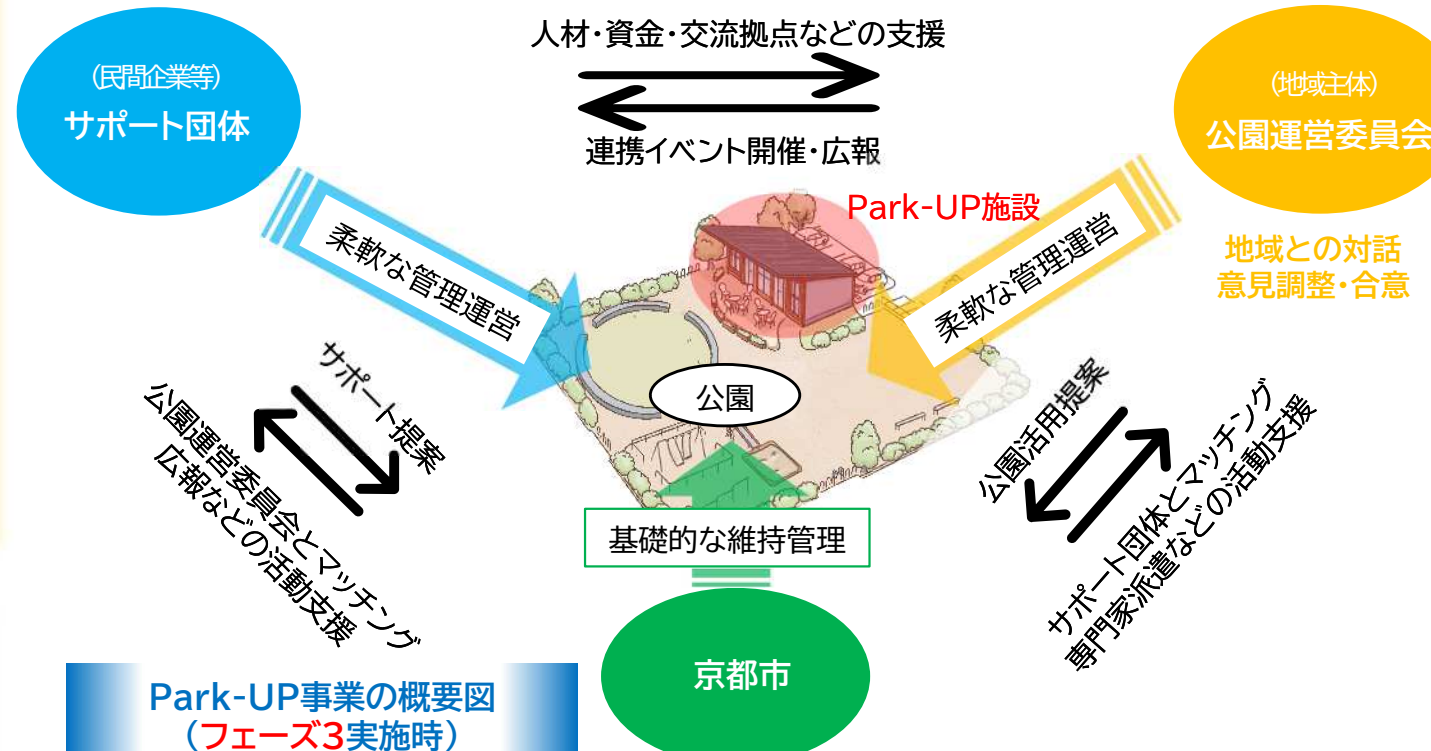 人材・資金・交流拠点などの支援
連携イベント開催・広報
(民間企業等)
サポート団体
(地域主体)
公園運営委員会
地域との対話
意見調整・合意
Park-UP施設
柔軟な管理運営
柔軟な管理運営
公園
サポート提案
公園運営委員会とマッチング
広報などの活動支援
公園活用提案
サポート団体とマッチング
専門家派遣などの活動支援
基礎的な維持管理
京都市
Park-UP事業の概要図
(フェーズ3実施時)